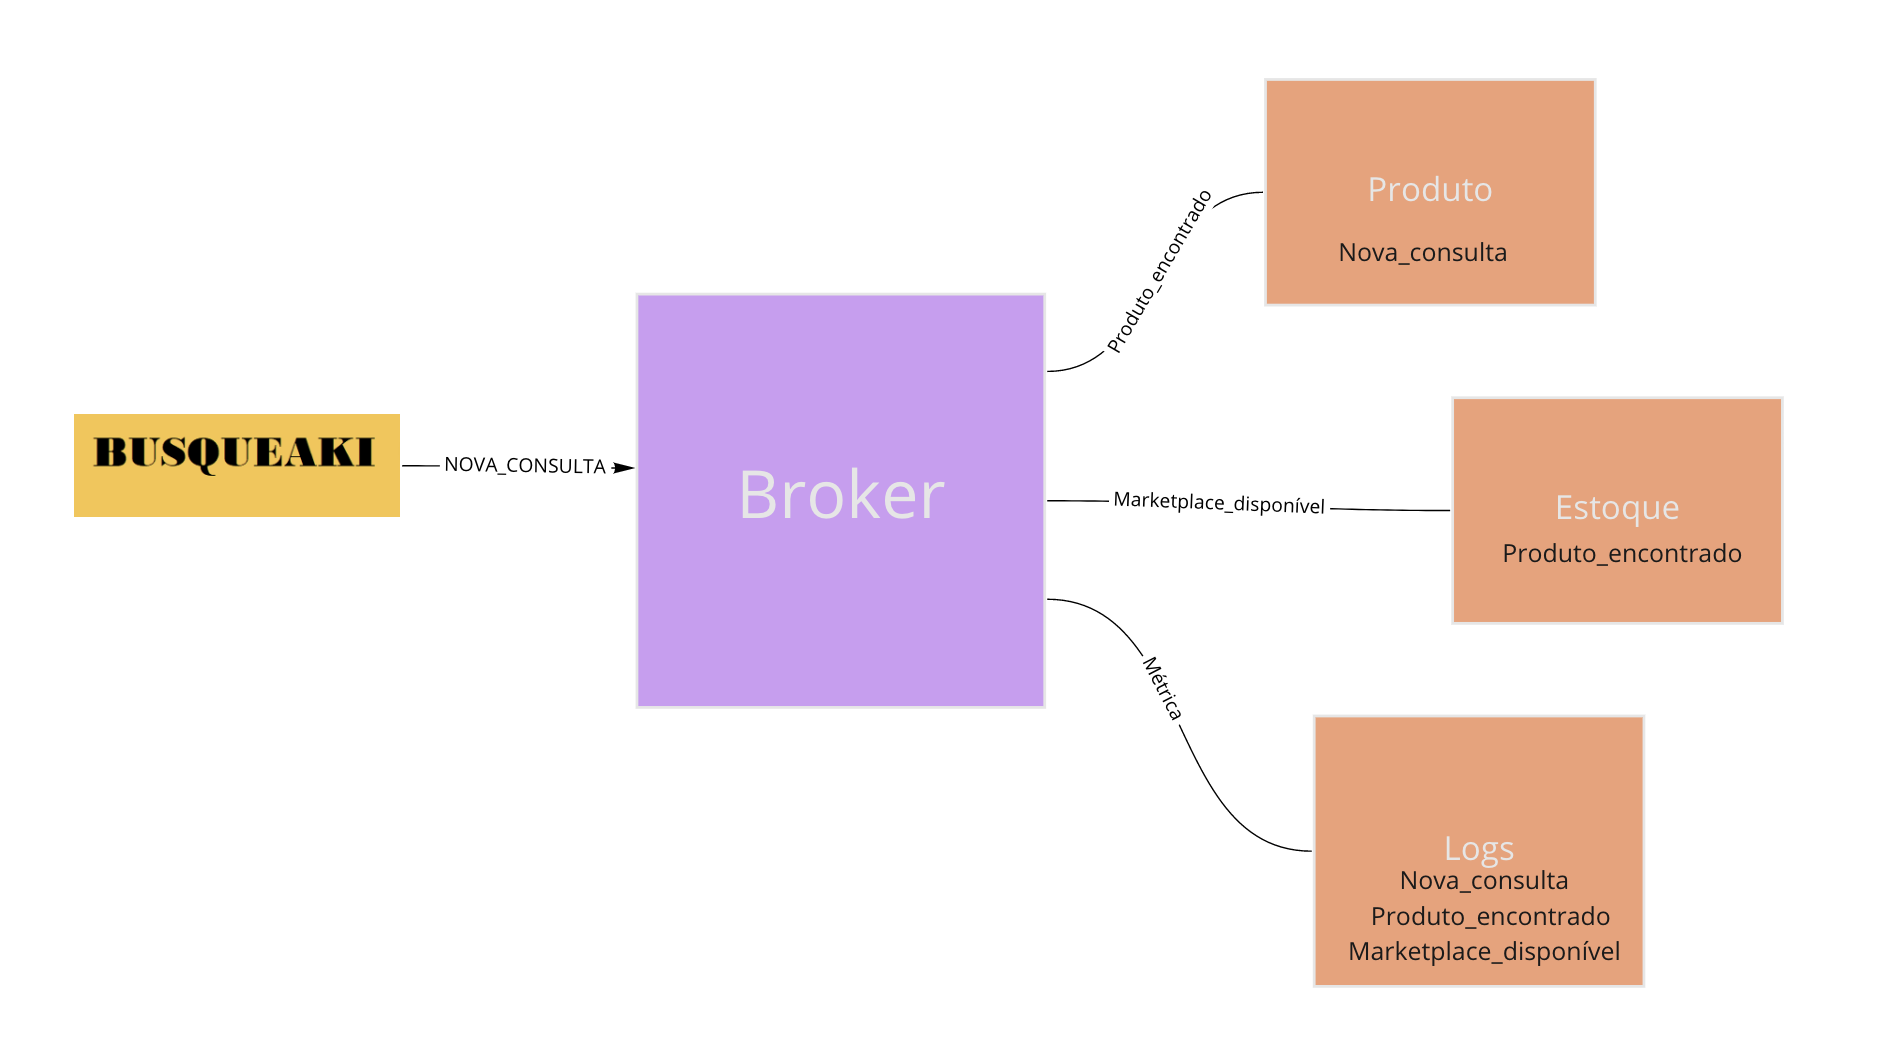 BUSQUEAKI
NOVA_CONSULTA
Broker
Produto_encontrado
Produto
Nova_consulta
Marketplace_disponível
Estoque
Produto_encontrado
Métrica
Logs
Nova_consulta
Produto_encontrado
Marketplace_disponível